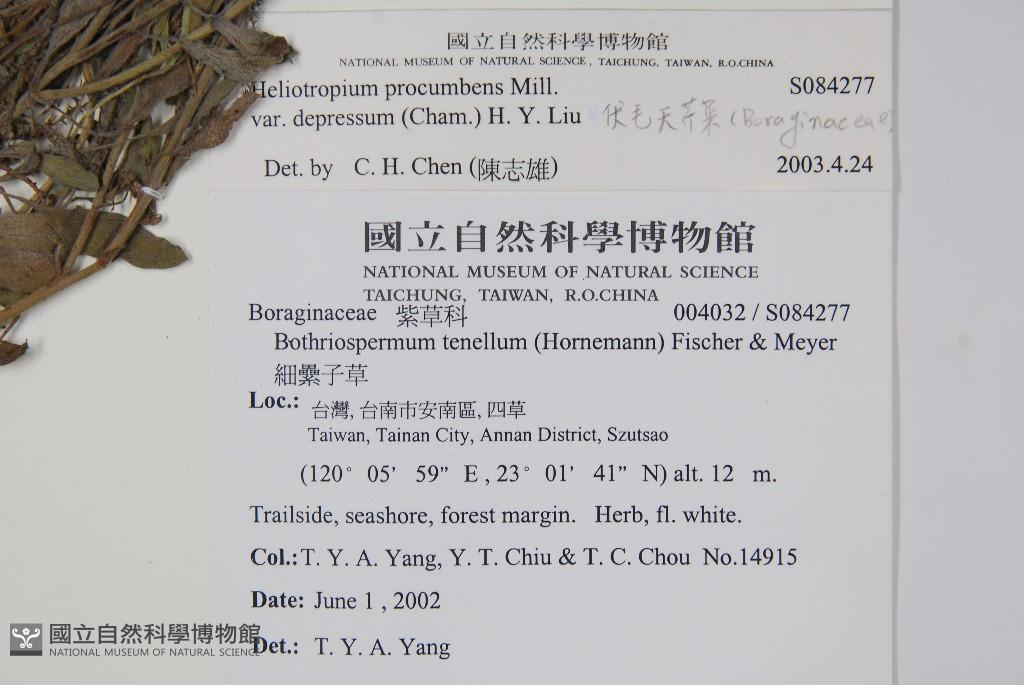 國立自然科學博物館
NATIONAL MUSEUM OF NATURAL SCIENCE, TAICHUNG, TAIWAN, R.O.CHINA
Heliotropium procumbens Mill. S084277
var. depressum (Cham.) H. Y. Liu 伏毛天芹菜 (Boraginaceae)
Det. by C. H. Chen (陳志雄) 2003.4.24
國立自然科學博物館
NATIONAL MUSEUM OF NATURAL SCIENCE
TAICHUNG, TAIWAN, R.O.CHINA
Boraginaceae 紫草科 004032 / S084277
Bothriospermum tenellum (Hornemann) Fischer & Meyer
細纍子草
Loc.: 台灣, 台南市安南區, 四草
Taiwan, Tainan City, Annan District, Szutsao
(120° 05’ 59” E , 23° 01’ 41” N) alt. 12 m.
Trailside, seashore, forest margin. Herb, fl. white.
Col.: T. Y. A. Yang, Y. T. Chiu & T. C. Chou No.14915
Date: June 1 , 2002
Det.: T. Y. A. Yang
國立自然科學博物館
NATIONAL MUSEUM OF NATURAL SCIENCE